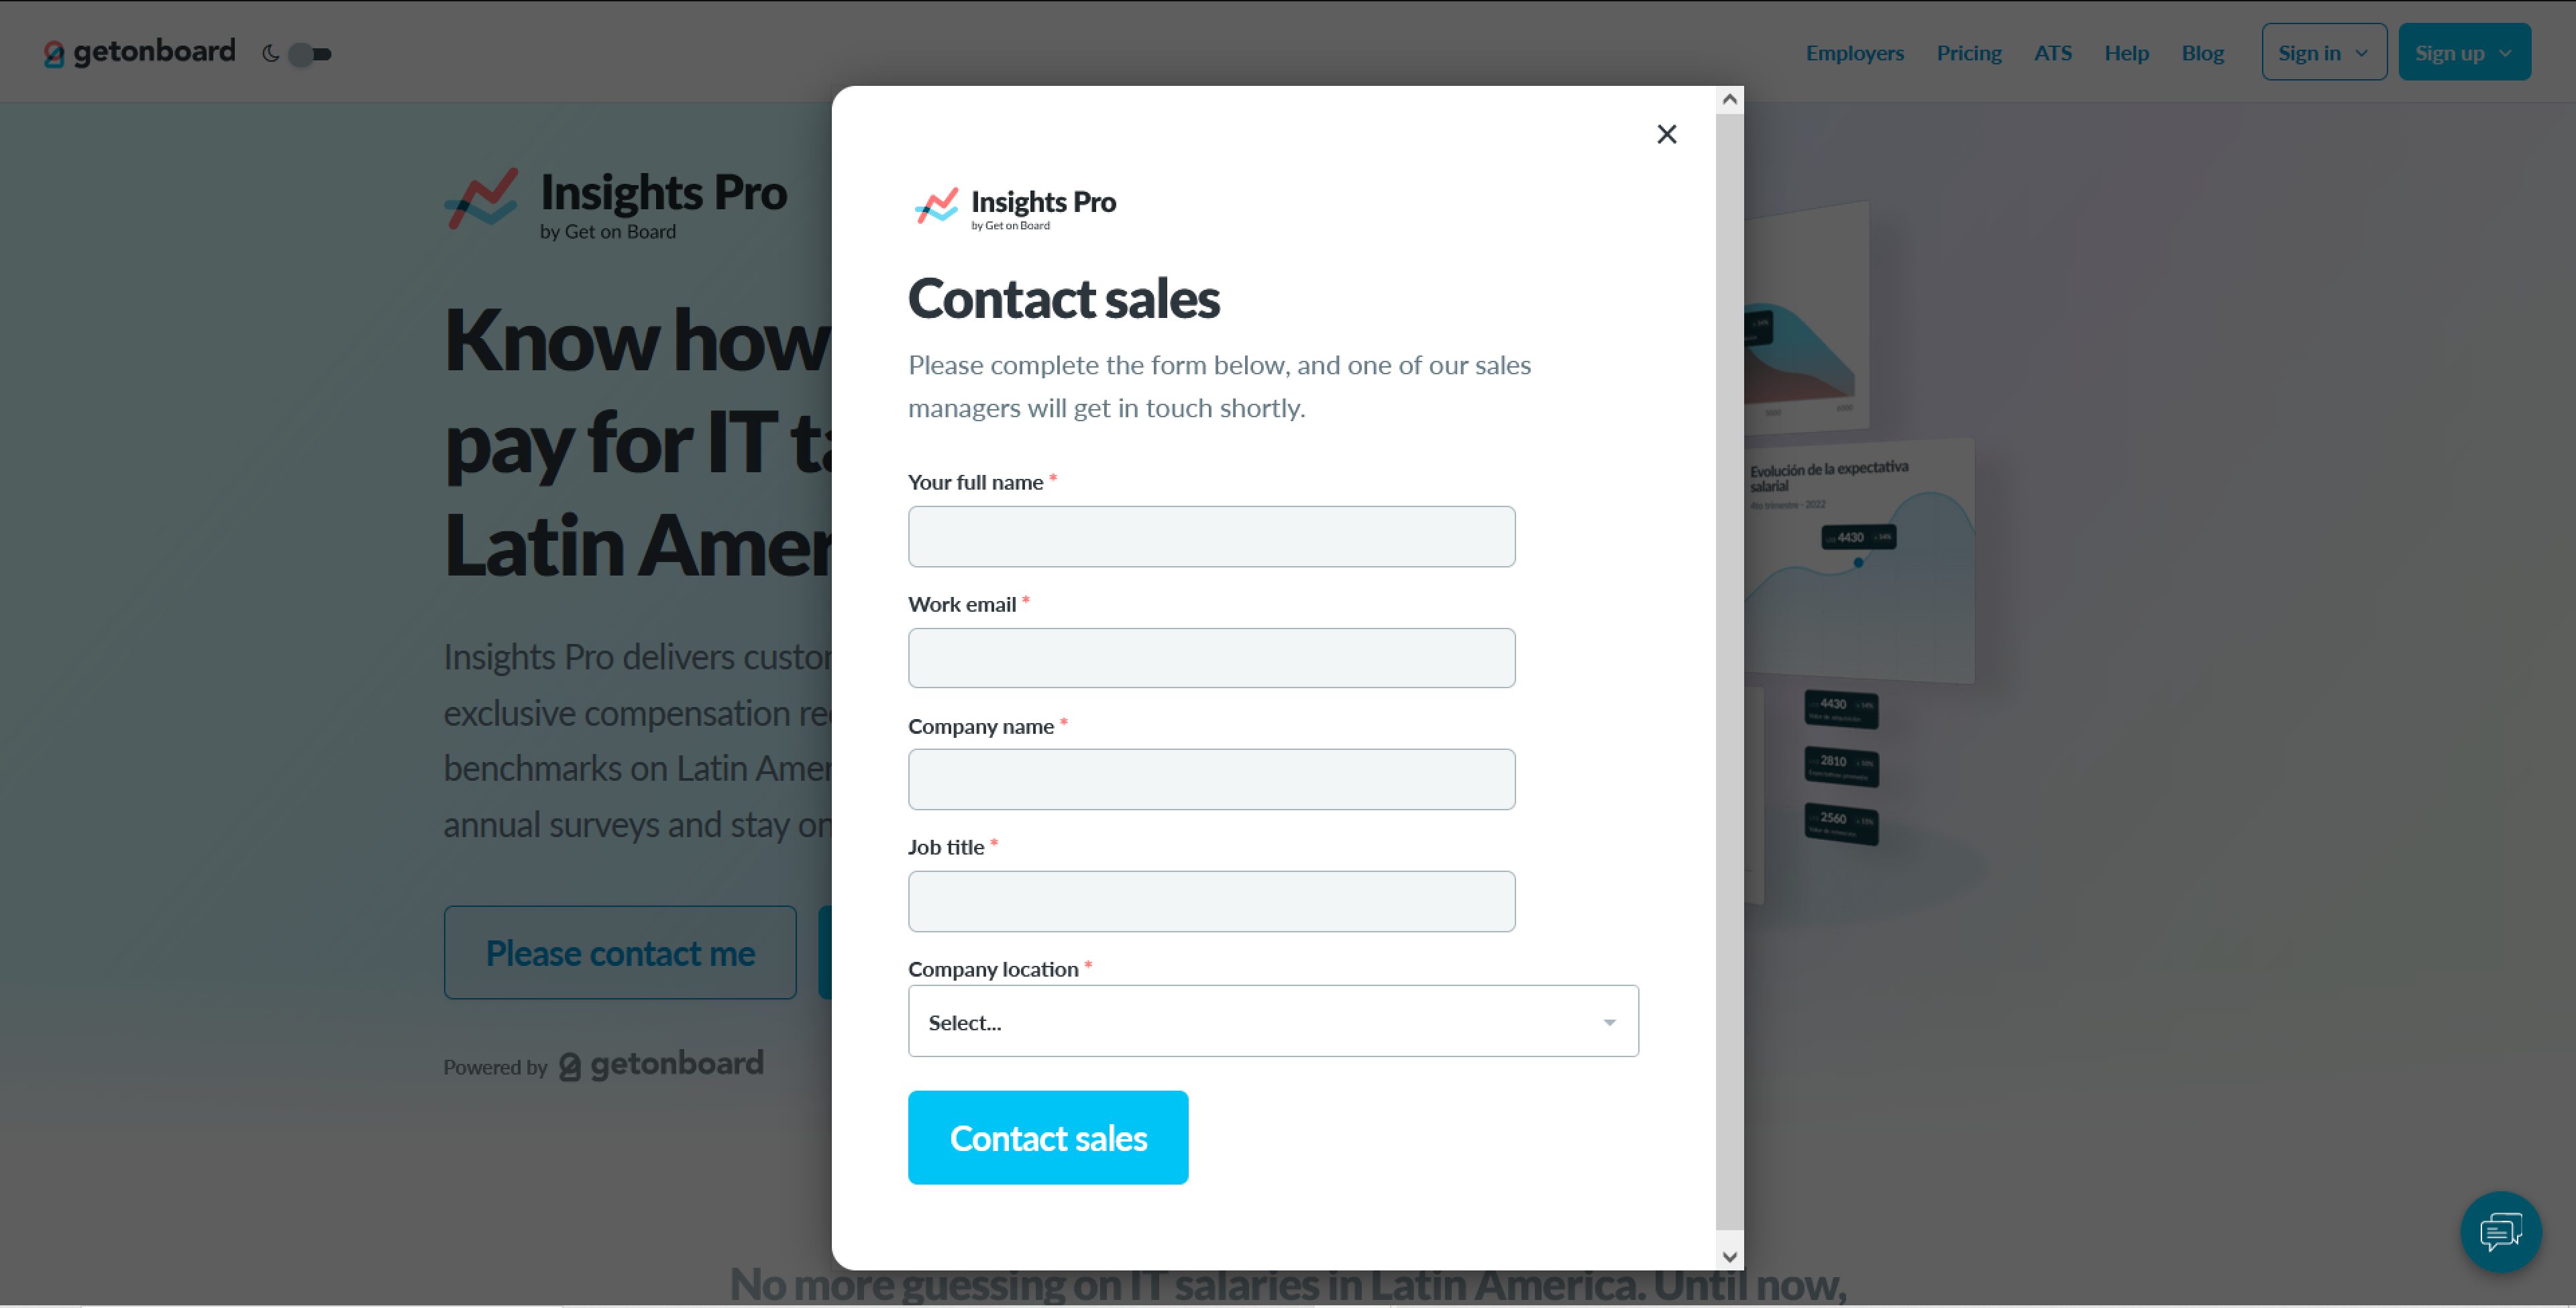 getonboard
Employers
Pricing
ATS
Help
Blog
Sign in
Sign up
Insights Pro
by Get on Board
Know how
pay for IT
Latin
Insights Pro delivers
exclusive compensation
benchmarks on Latin
annual surveys and stay
Please contact me
Powered by getonboard
Insights Pro
by Get on Board
Contact sales
Please complete the form below, and one of our sales
managers will get in touch shortly.
Your full name *
Work email *
Company name *
Job title *
Company location *
Select...
Contact sales
Evolución de la expectativa
salarial
4to trimestre - 2022
4430
4430
2810
2560
No more guessing on IT salaries in Latin America. Until now,